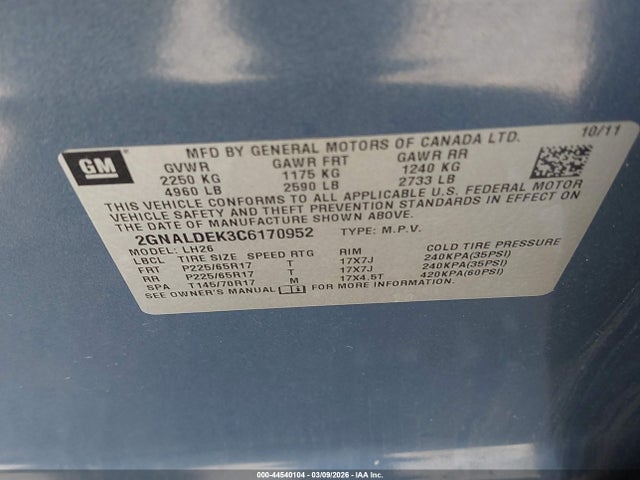 10/11
GM
MFD BY GENERAL MOTORS OF CANADA LTD.
GVWR GAWR FRT GAWR RR
2250 KG 1175 KG 1240 KG
4960 LB 2590 LB 2733 LB
THIS VEHICLE CONFORMS TO ALL APPLICABLE U.S. FEDERAL MOTOR
VEHICLE SAFETY AND THEFT PREVENTION STANDARDS IN EFFECT ON
THE DATE OF MANUFACTURE SHOWN ABOVE.
2GNALDEK3C6170952 TYPE: M.P.V.
MODEL: LH26
LBCL TIRE SIZE SPEED RTG RIM COLD TIRE PRESSURE
FRT P225/65R17 T 17X7J 240KPA(35PSI)
RR P225/65R17 T 17X7J 240KPA(35PSI)
SPA T145/70R17 M 17X4.5T 420KPA(60PSI)
SEE OWNER'S MANUAL FOR MORE INFORMATION.
000-44540104 - 03/09/2026 - IAA, Inc.